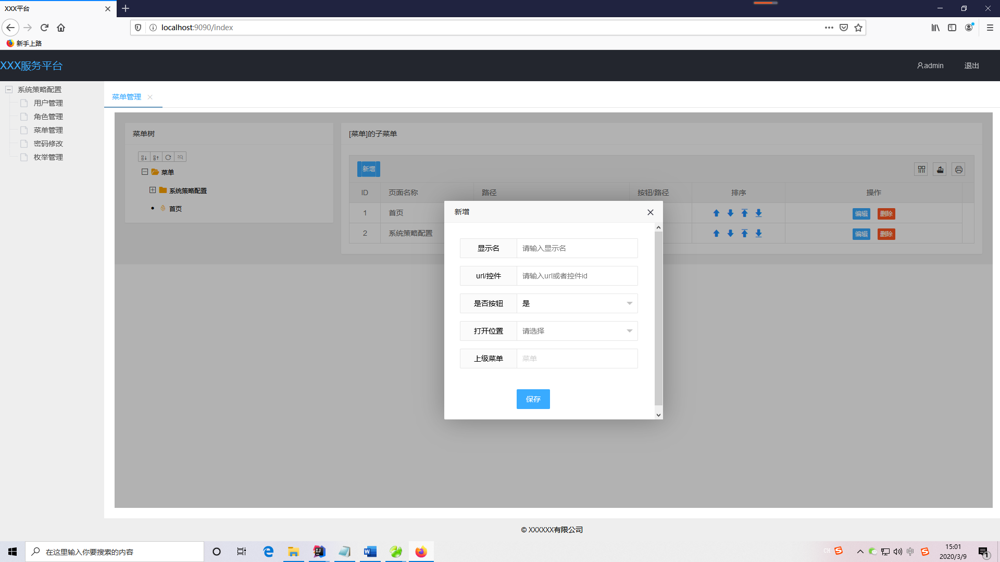 XXX平台
localhost:9090/index
新手上路
XXX服务平台
admin
退出
系统策略配置
用户管理
角色管理
菜单管理
密码修改
枚举管理
菜单管理
菜单树
菜单
系统策略配置
首页
[菜单]的子菜单
新增
ID 页面名称 路径 按钮/路径 排序 操作
1 首页 编辑 删除
2 系统策略配置 编辑 删除
新增
显示名 请输入显示名
url/控件 请输入url或者控件id
是否按钮 是
打开位置 请选择
上级菜单 菜单
保存
© XXXXXX有限公司
在这里输入你要搜索的内容
CH
中
15:01
2020/3/9
1